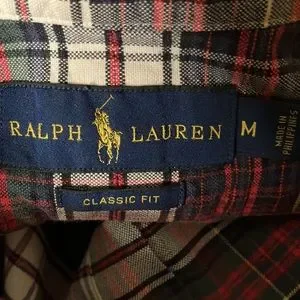 RALPH LAUREN
M
MADE IN
PHILIPPINES
CLASSIC FIT